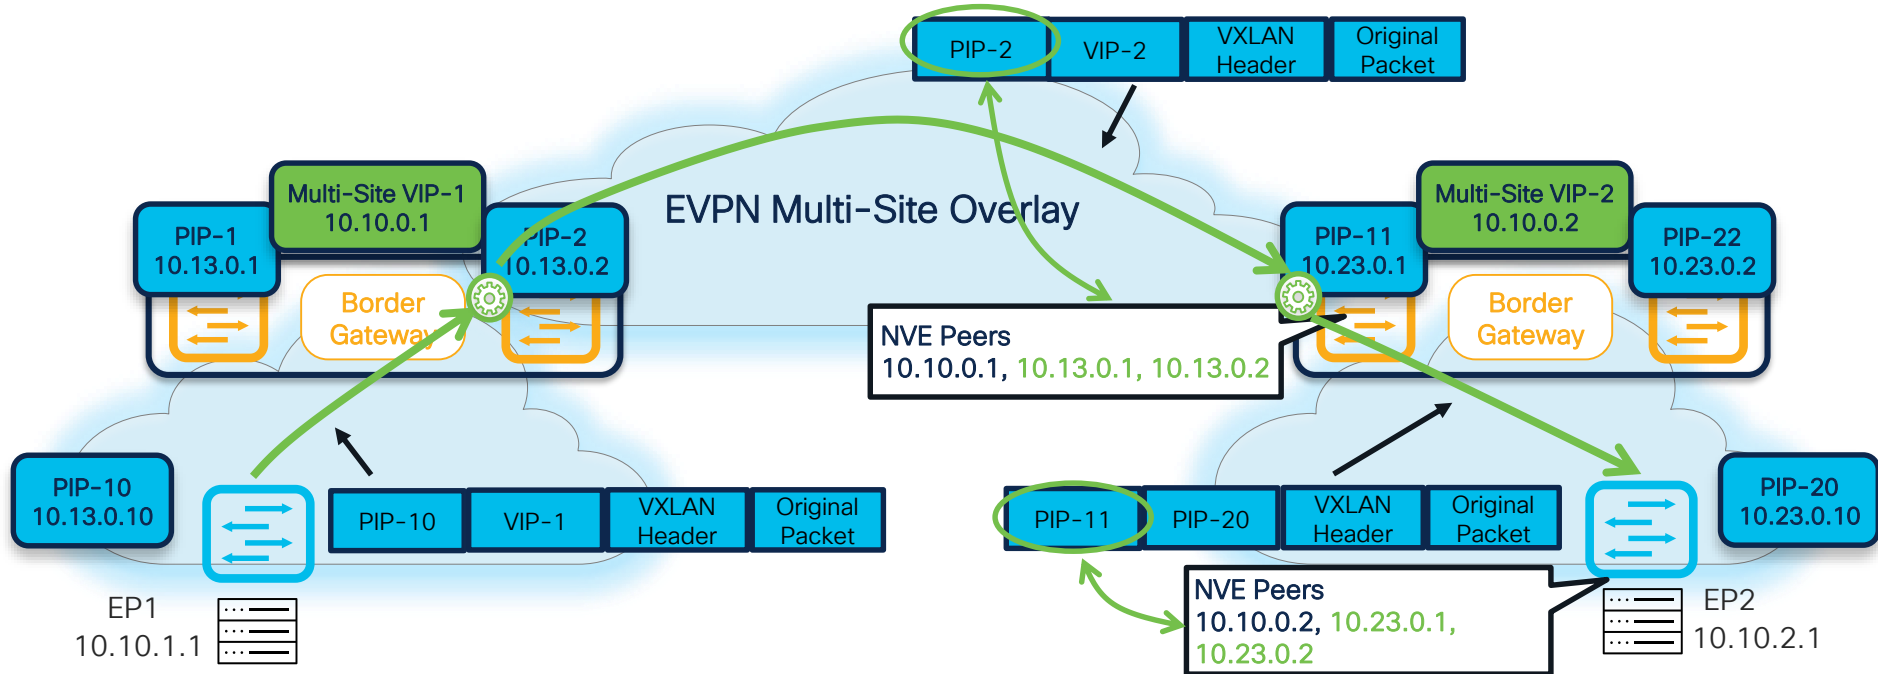 PIP-2
VIP-2
VXLAN
Header
Original
Packet
Multi-Site VIP-1
10.10.0.1
PIP-1
10.13.0.1
PIP-2
10.13.0.2
EVPN Multi-Site Overlay
Multi-Site VIP-2
10.10.0.2
PIP-11
10.23.0.1
PIP-22
10.23.0.2
Border
Gateway
Border
Gateway
NVE Peers
10.10.0.1, 10.13.0.1, 10.13.0.2
PIP-10
10.13.0.10
PIP-10
VIP-1
VXLAN
Header
Original
Packet
PIP-11
PIP-20
VXLAN
Header
Original
Packet
PIP-20
10.23.0.10
EP1
10.10.1.1
NVE Peers
10.10.0.2, 10.23.0.1,
10.23.0.2
EP2
10.10.2.1